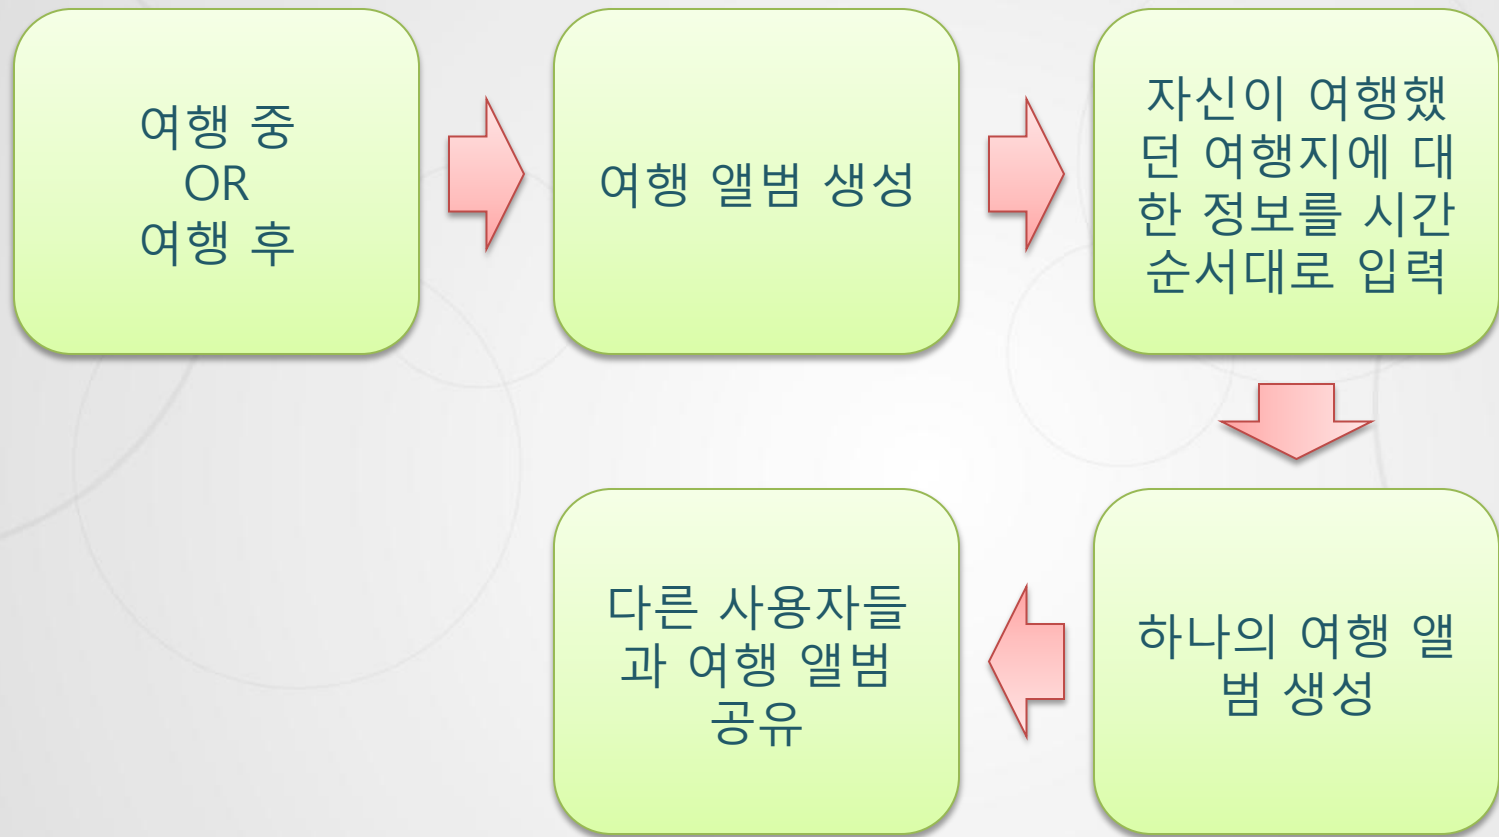 여행 중
OR
여행 후
여행 앨범 생성
자신이 여행했
던 여행지에 대
한 정보를 시간
순서대로 입력
하나의 여행 앨
범 생성
다른 사용자들
과 여행 앨범
공유